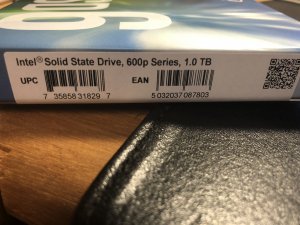 Intel® Solid State Drive, 600p Series, 1.0 TB
UPC EAN
7 35858 31829 7 5 032037 087803